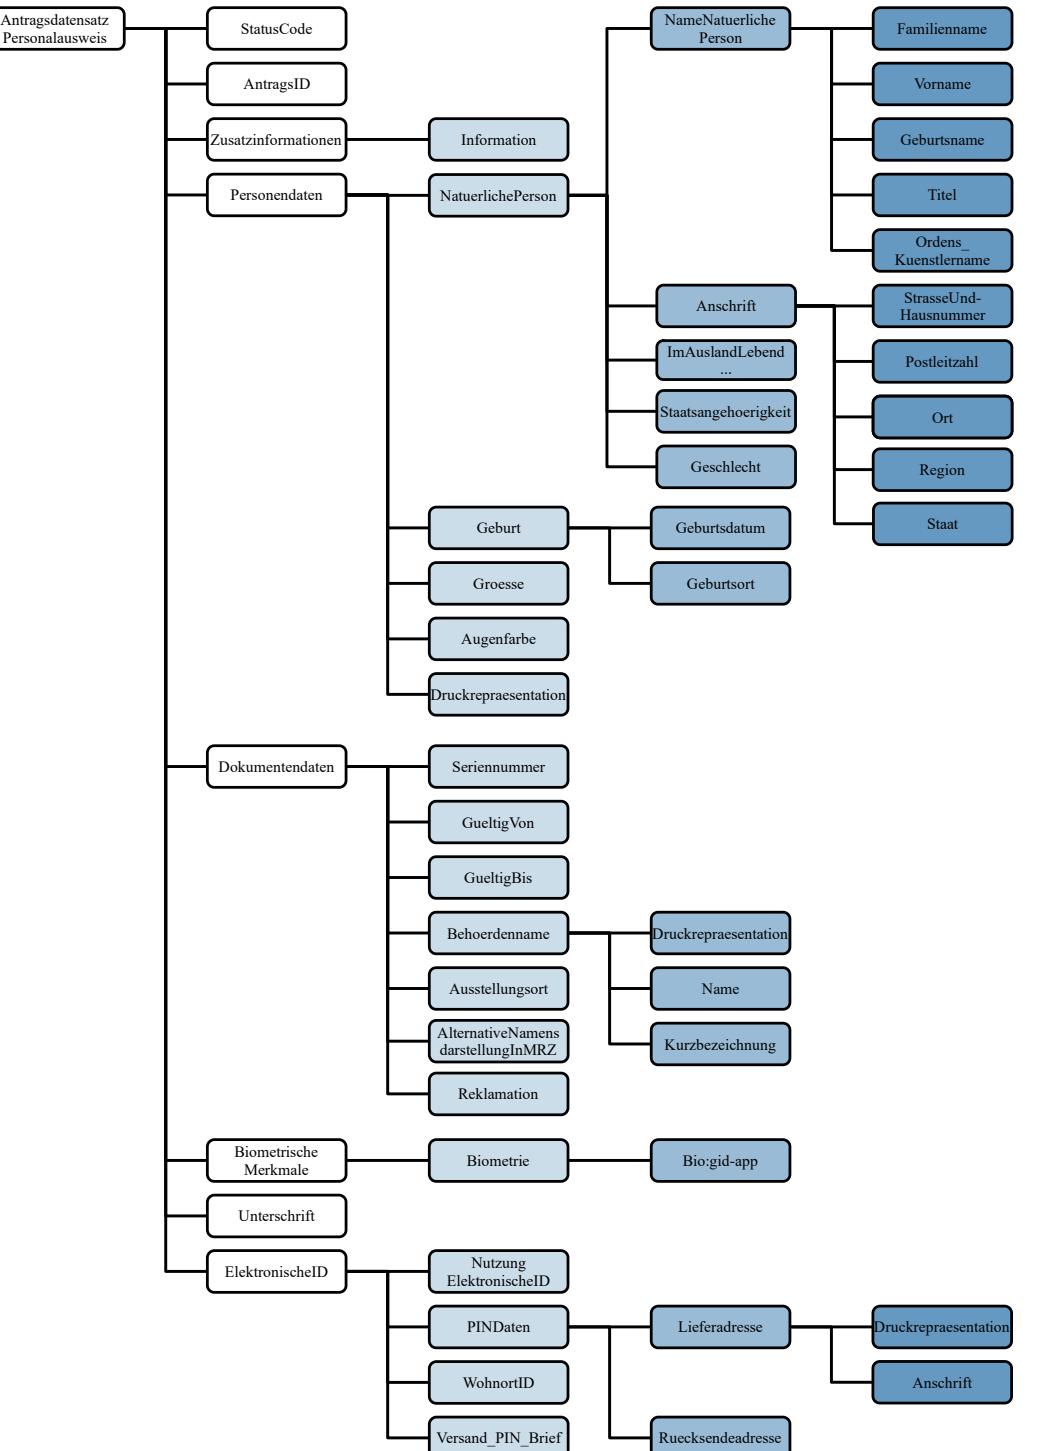 Antragsdatensatz
Personalausweis
StatusCode
NameNatuerliche
Person
Familienname
AntragsID
Vorname
Zusatzinformationen
Information
Geburtsname
Personendaten
NatuerlichePerson
Titel
Ordens_
Kuenstlername
Anschrift
StrasseUnd-
Hausnummer
ImAuslandLebend
...
Postleitzahl
Staatsangehoerigkeit
Ort
Geschlecht
Region
Staat
Geburt
Geburtsdatum
Groesse
Geburtsort
Augenfarbe
Druckrepraesentation
Dokumentendaten
Seriennummer
GueltigVon
GueltigBis
Behoerdenname
Druckrepraesentation
Ausstellungsort
Name
AlternativeNamens
darstellungInMRZ
Kurzbezeichnung
Reklamation
Biometrische
Merkmale
Biometrie
Bio:gid-app
Unterschrift
ElektronischeID
Nutzung
ElektronischeID
PINDaten
Lieferadresse
Druckrepraesentation
WohnortID
Anschrift
Versand_PIN_Brief
Ruecksendeadresse